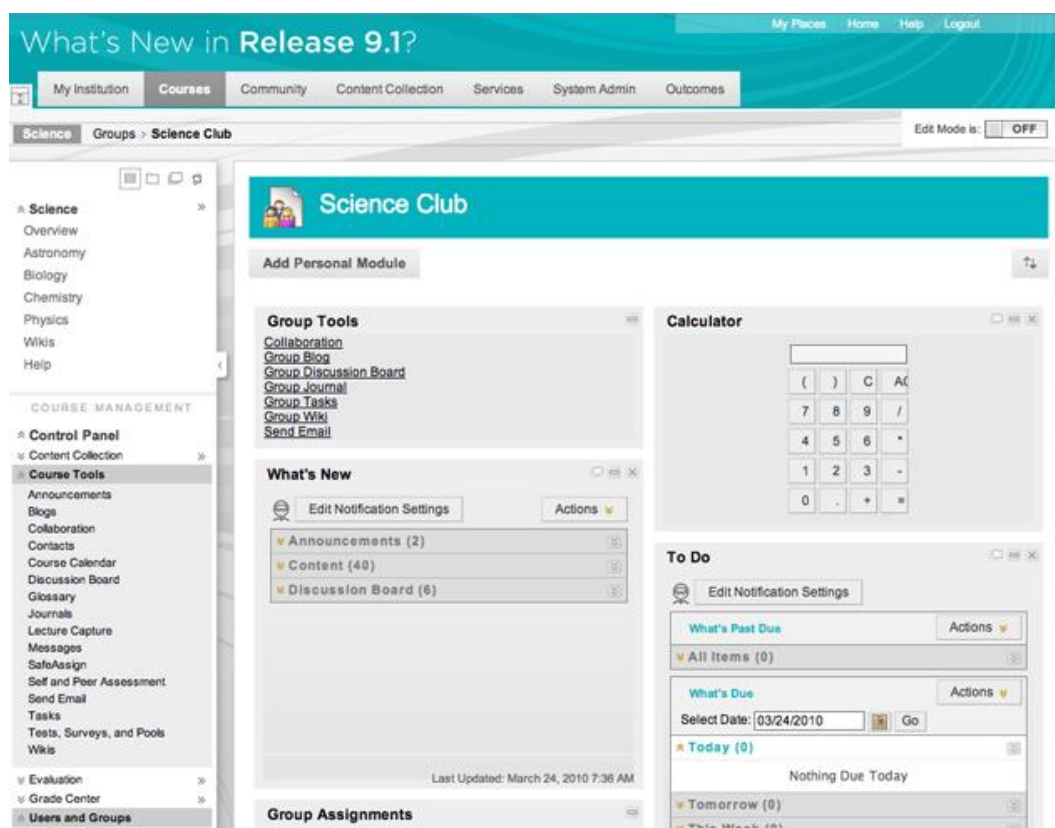 My Places Home Help Logout
What's New in Release 9.1?
My Institution Courses Community Content Collection Services System Admin Outcomes
Science Groups > Science Club
Edit Mode is: OFF
Science
Overview
Astronomy
Biology
Chemistry
Physics
Wikis
Help
COURSE MANAGEMENT
Control Panel
Content Collection
Course Tools
Announcements
Blogs
Collaboration
Contacts
Course Calendar
Discussion Board
Glossary
Journals
Lecture Capture
Messages
SafeAssign
Self and Peer Assessment
Send Email
Tasks
Tests, Surveys, and Pools
Wikis
Evaluation
Grade Center
Users and Groups
Science Club
Add Personal Module
Group Tools
Collaboration
Group Blog
Group Discussion Board
Group Journal
Group Tasks
Group Wiki
Send Email
What's New
Edit Notification Settings Actions
Announcements (2)
Content (40)
Discussion Board (6)
Last Updated: March 24, 2010 7:36 AM
Group Assignments
Calculator
( ) C AC
7 8 9 /
4 5 6 *
1 2 3 -
0 . + =
To Do
Edit Notification Settings
What's Past Due Actions
All Items (0)
What's Due Actions
Select Date: 03/24/2010 Go
Today (0)
Nothing Due Today
Tomorrow (0)
This Week (0)